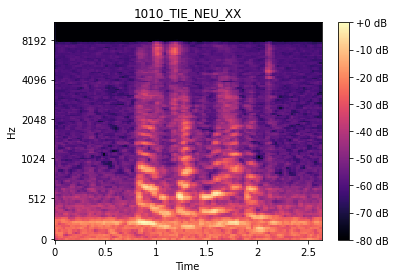 1010_TIE_NEU_XX
8192
4096
2048
1024
512
0
Hz
0 0.5 1 1.5 2 2.5
Time
+0 dB
-10 dB
-20 dB
-30 dB
-40 dB
-50 dB
-60 dB
-70 dB
-80 dB